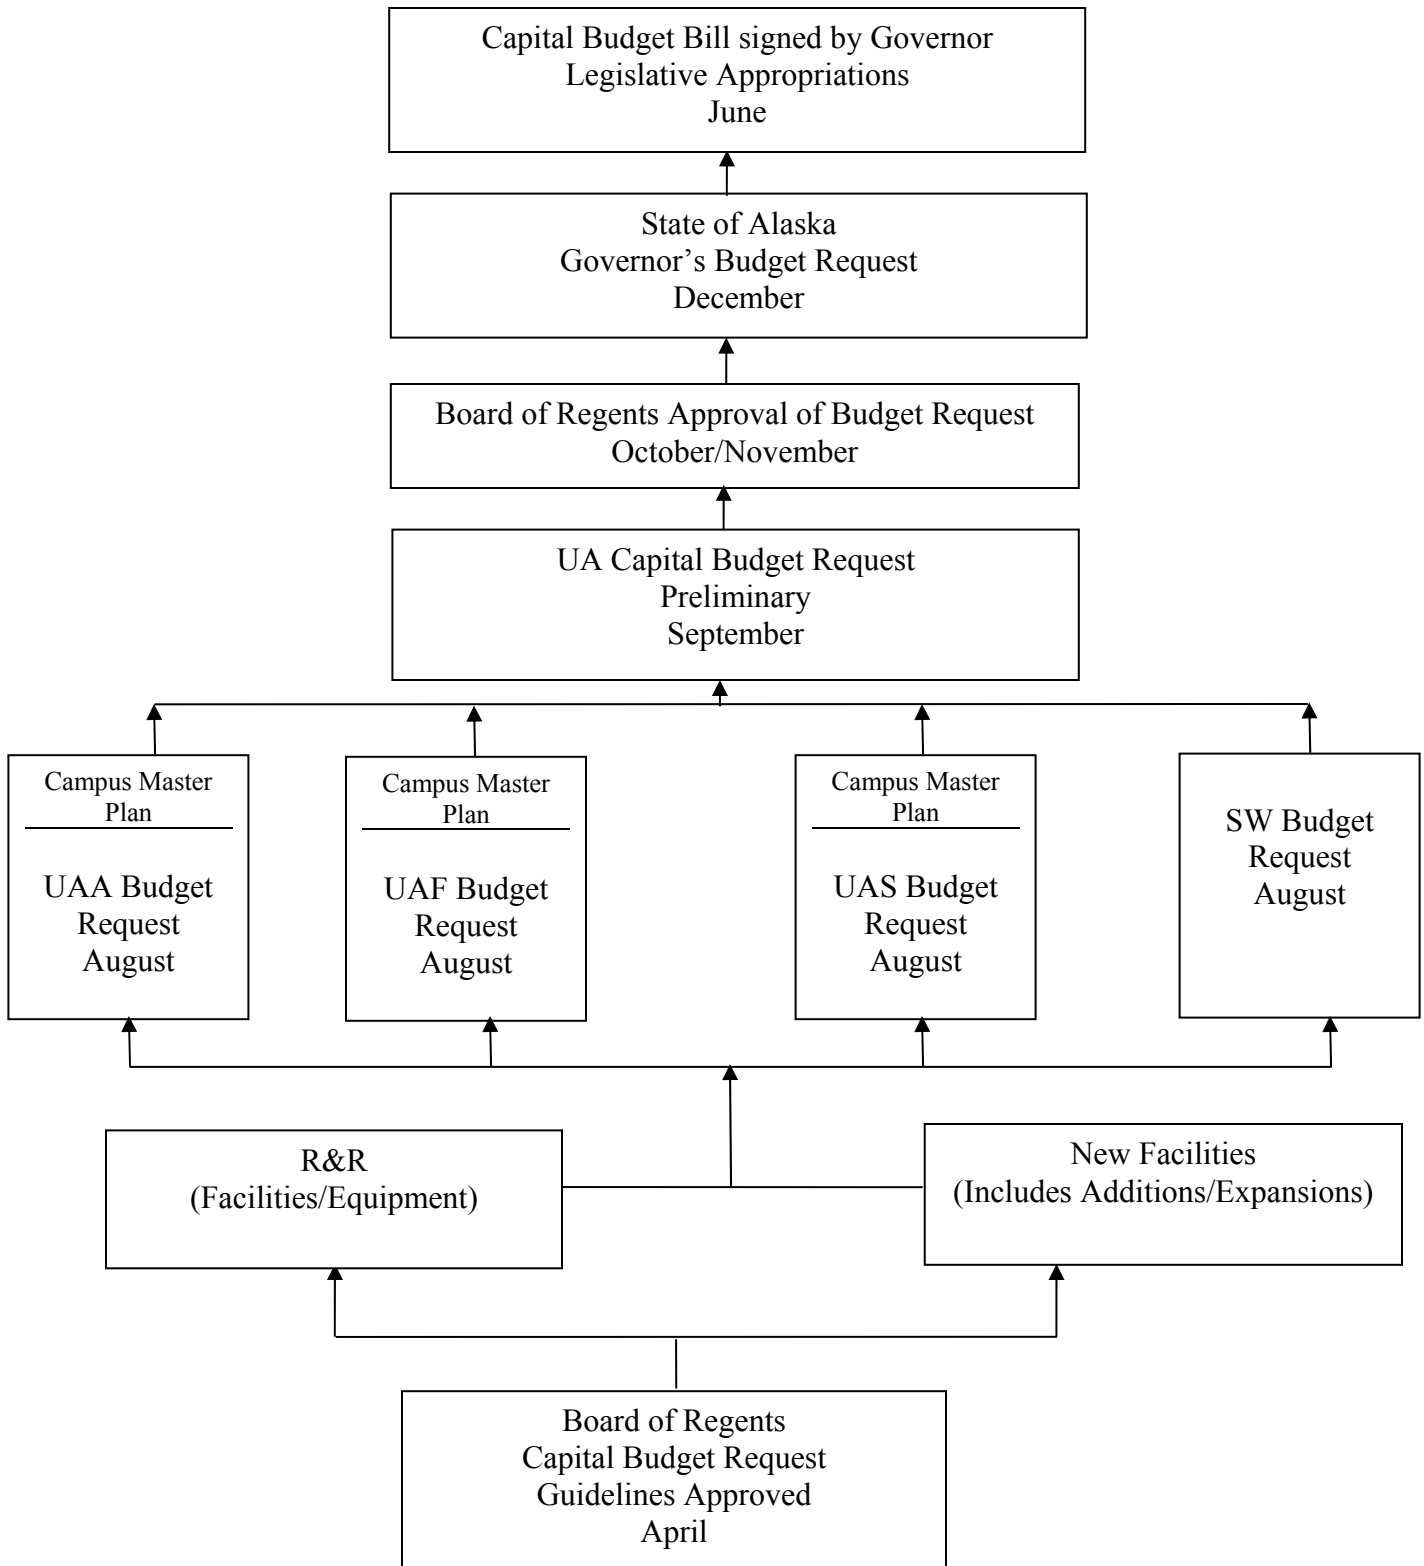 Capital Budget Bill signed by Governor
Legislative Appropriations
June
State of Alaska
Governor’s Budget Request
December
Board of Regents Approval of Budget Request
October/November
UA Capital Budget Request
Preliminary
September
Campus Master
Plan
UAA Budget
Request
August
Campus Master
Plan
UAF Budget
Request
August
Campus Master
Plan
UAS Budget
Request
August
SW Budget
Request
August
R&R
(Facilities/Equipment)
New Facilities
(Includes Additions/Expansions)
Board of Regents
Capital Budget Request
Guidelines Approved
April